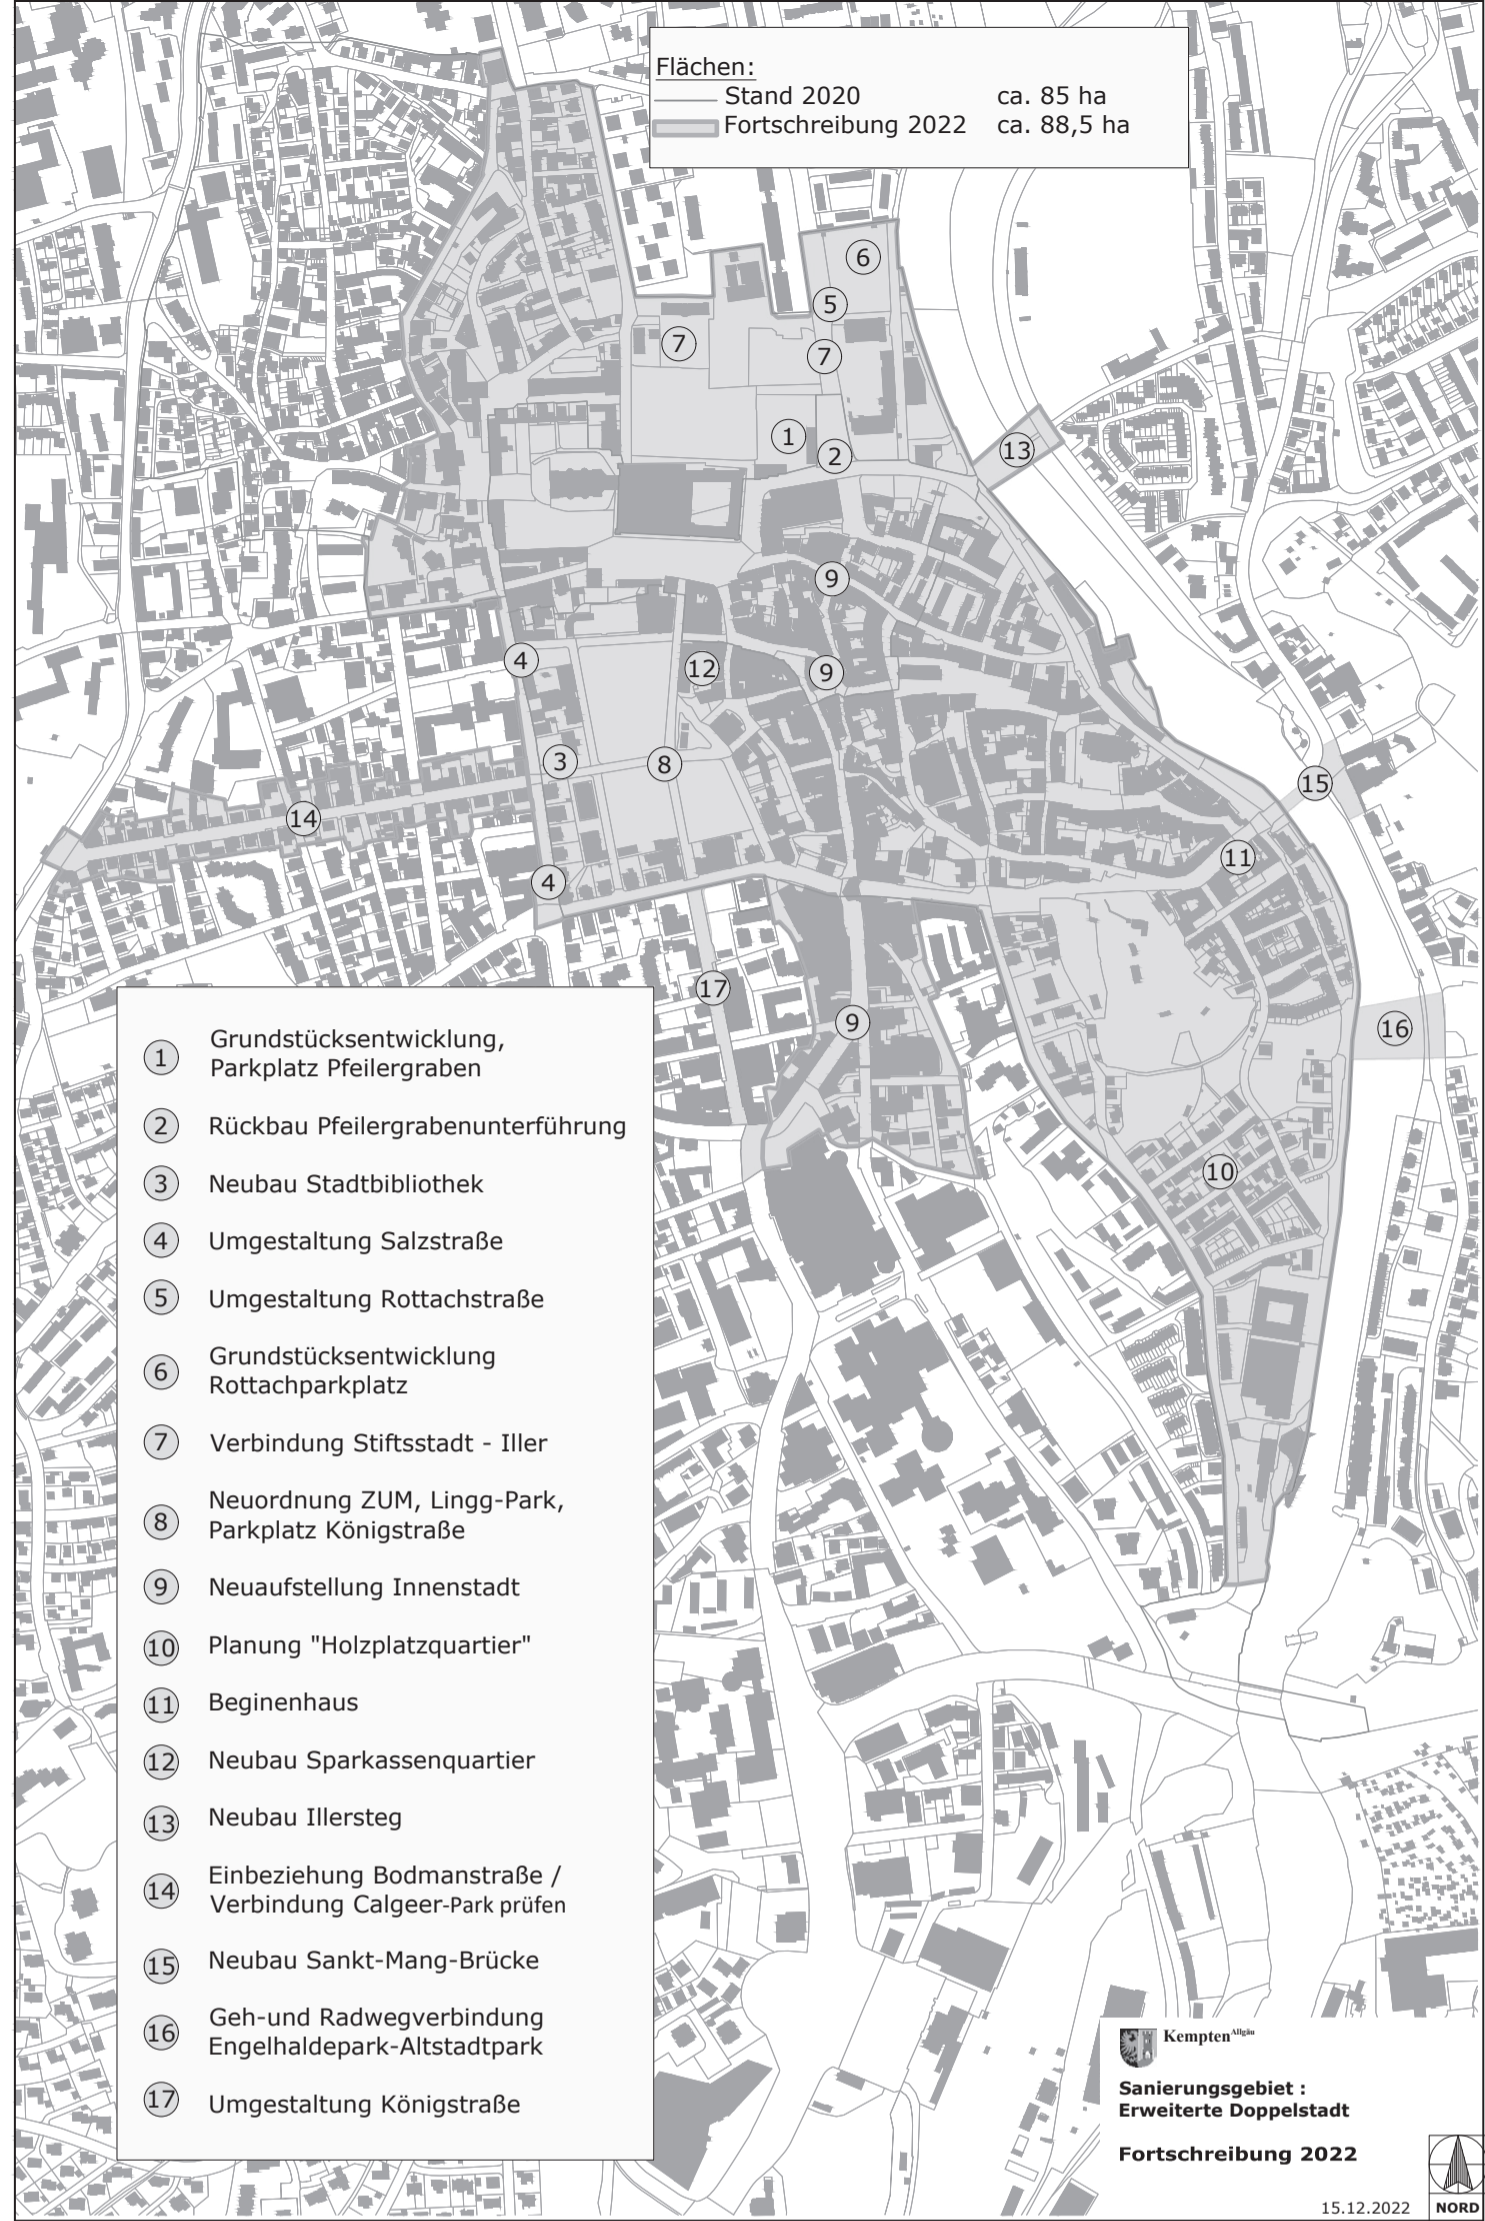 Flächen:
Stand 2020 ca. 85 ha
Fortschreibung 2022 ca. 88,5 ha
6
5
7
7
1
2
13
9
4
12
9
3
8
15
14
11
4
17
9
16
10
1 Grundstücksentwicklung,
Parkplatz Pfeilergraben
2 Rückbau Pfeilergrabenunterführung
3 Neubau Stadtbibliothek
4 Umgestaltung Salzstraße
5 Umgestaltung Rottachstraße
6 Grundstücksentwicklung
Rottachparkplatz
7 Verbindung Stiftsstadt - Iller
8 Neuordnung ZUM, Lingg-Park,
Parkplatz Königstraße
9 Neuaufstellung Innenstadt
10 Planung "Holzplatzquartier"
11 Beginenhaus
12 Neubau Sparkassenquartier
13 Neubau Illersteg
14 Einbeziehung Bodmanstraße /
Verbindung Calgeer-Park prüfen
15 Neubau Sankt-Mang-Brücke
16 Geh-und Radwegverbindung
Engelhaldepark-Altstadtpark
17 Umgestaltung Königstraße
Kempten Allgäu
Sanierungsgebiet :
Erweiterte Doppelstadt
Fortschreibung 2022
15.12.2022
NORD